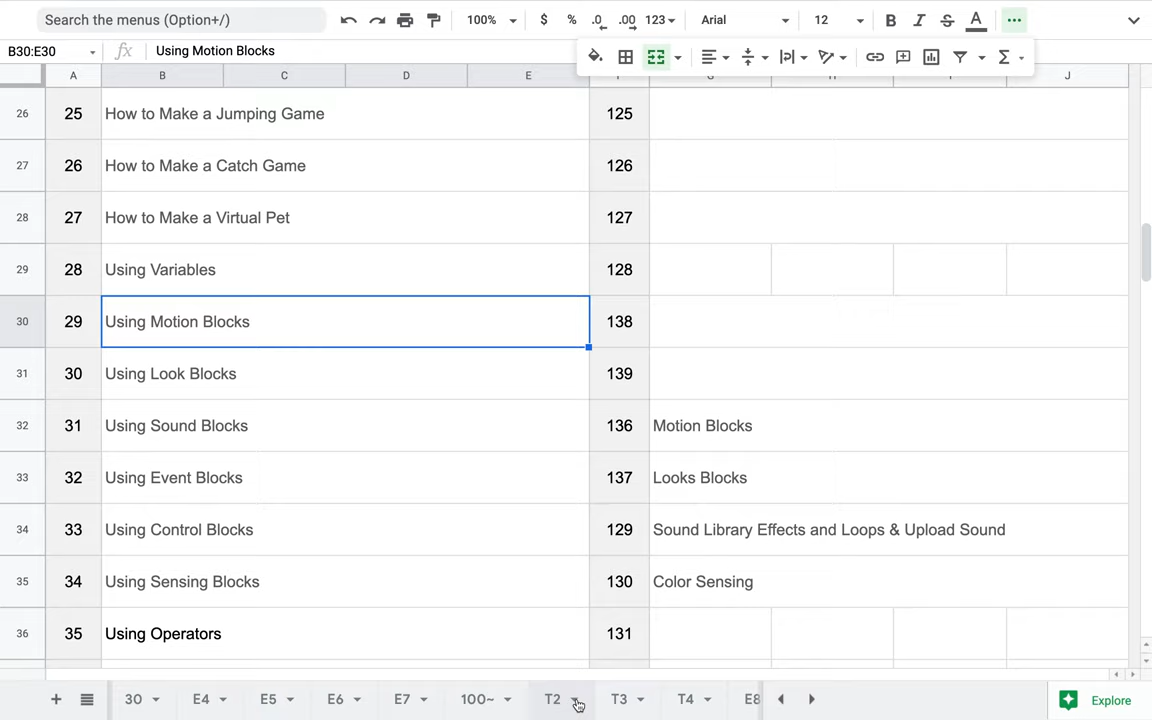 Search the menus (Option+/) 100% $ % .0 .00 123 Arial 12 B I S A
B30:E30 fx Using Motion Blocks
A B C D E J
26 25 How to Make a Jumping Game 125
27 26 How to Make a Catch Game 126
28 27 How to Make a Virtual Pet 127
29 28 Using Variables 128
30 29 Using Motion Blocks 138
31 30 Using Look Blocks 139
32 31 Using Sound Blocks 136 Motion Blocks
33 32 Using Event Blocks 137 Looks Blocks
34 33 Using Control Blocks 129 Sound Library Effects and Loops & Upload Sound
35 34 Using Sensing Blocks 130 Color Sensing
36 35 Using Operators 131
+ 30 E4 E5 E6 E7 100~ T2 T3 T4 E8 Explore